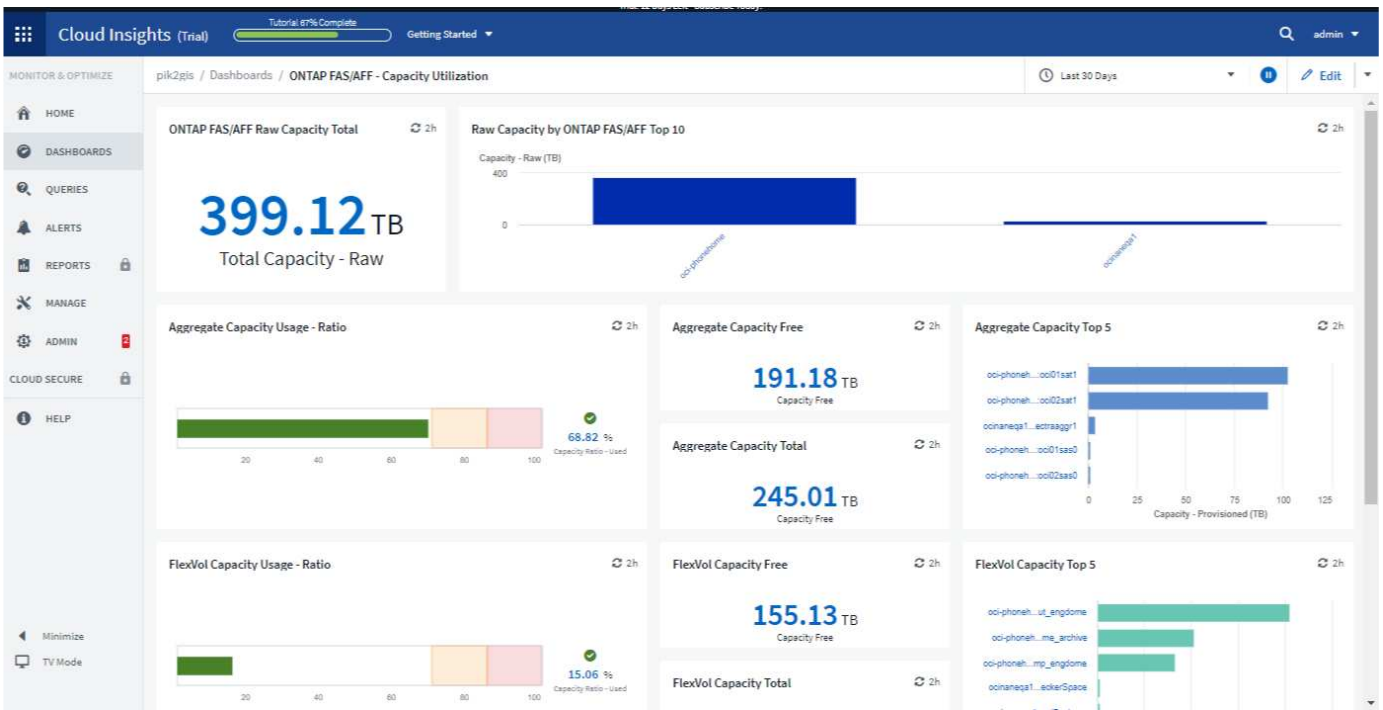 Cloud Insights (Trial)
Tutorial 67% Complete
Getting Started
admin
MONITOR & OPTIMIZE
pik2gis / Dashboards / ONTAP FAS/AFF - Capacity Utilization
Last 30 Days
Edit
HOME
DASHBOARDS
QUERIES
ALERTS
REPORTS
MANAGE
ADMIN
2
CLOUD SECURE
HELP
Minimize
TV Mode
ONTAP FAS/AFF Raw Capacity Total
2h
399.12 TB
Total Capacity - Raw
Raw Capacity by ONTAP FAS/AFF Top 10
2h
Capacity - Raw (TB)
400
0
oci-phonehome
ocinaneqa1
Aggregate Capacity Usage - Ratio
2h
20 40 60 80 100
68.82 %
Capacity Ratio - Used
Aggregate Capacity Free
2h
191.18 TB
Capacity Free
Aggregate Capacity Total
2h
245.01 TB
Capacity Free
Aggregate Capacity Top 5
2h
oci-phoneh...:oci01sat1
oci-phoneh...:oci02sat1
ocinaneqa1...ectraaggr1
oci-phoneh...:oci01sas0
oci-phoneh...:oci02sas0
0 25 50 75 100 125
Capacity - Provisioned (TB)
FlexVol Capacity Usage - Ratio
2h
20 40 60 80 100
15.06 %
Capacity Ratio - Used
FlexVol Capacity Free
2h
155.13 TB
Capacity Free
FlexVol Capacity Total
2h
FlexVol Capacity Top 5
2h
oci-phoneh...ut_engdome
oci-phoneh...me_archive
oci-phoneh...mp_engdome
ocinaneqa1...eckerSpace